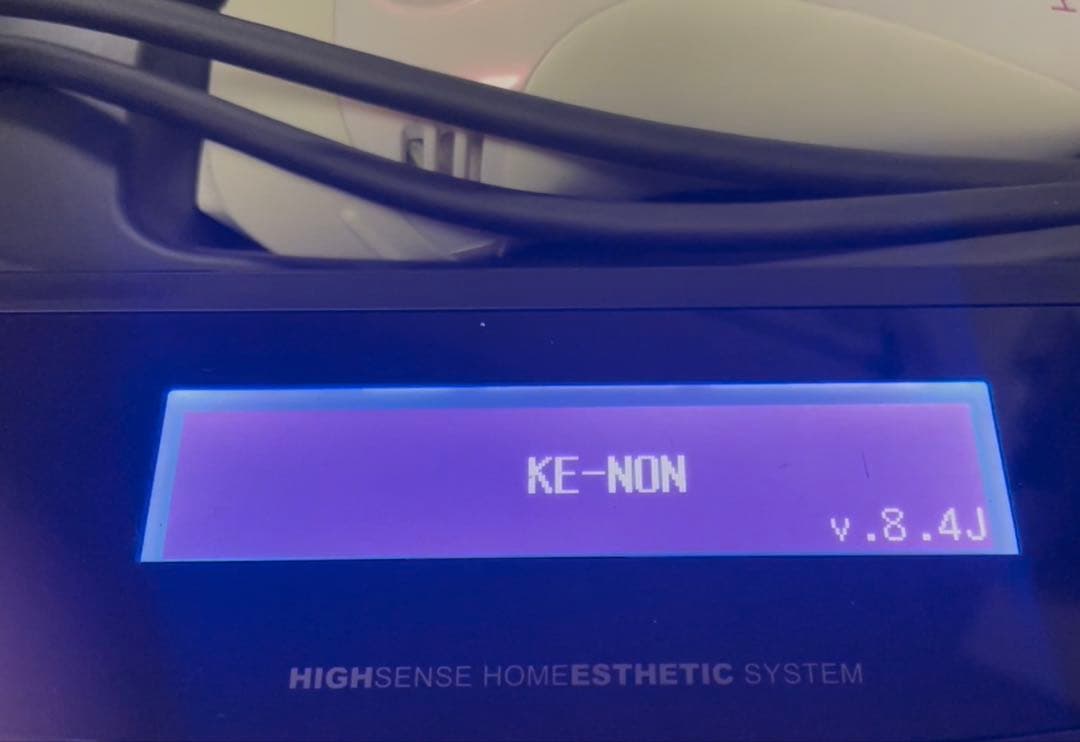 KE-NON
v.8.4J
HIGHSENSE HOMEESTHETIC SYSTEM